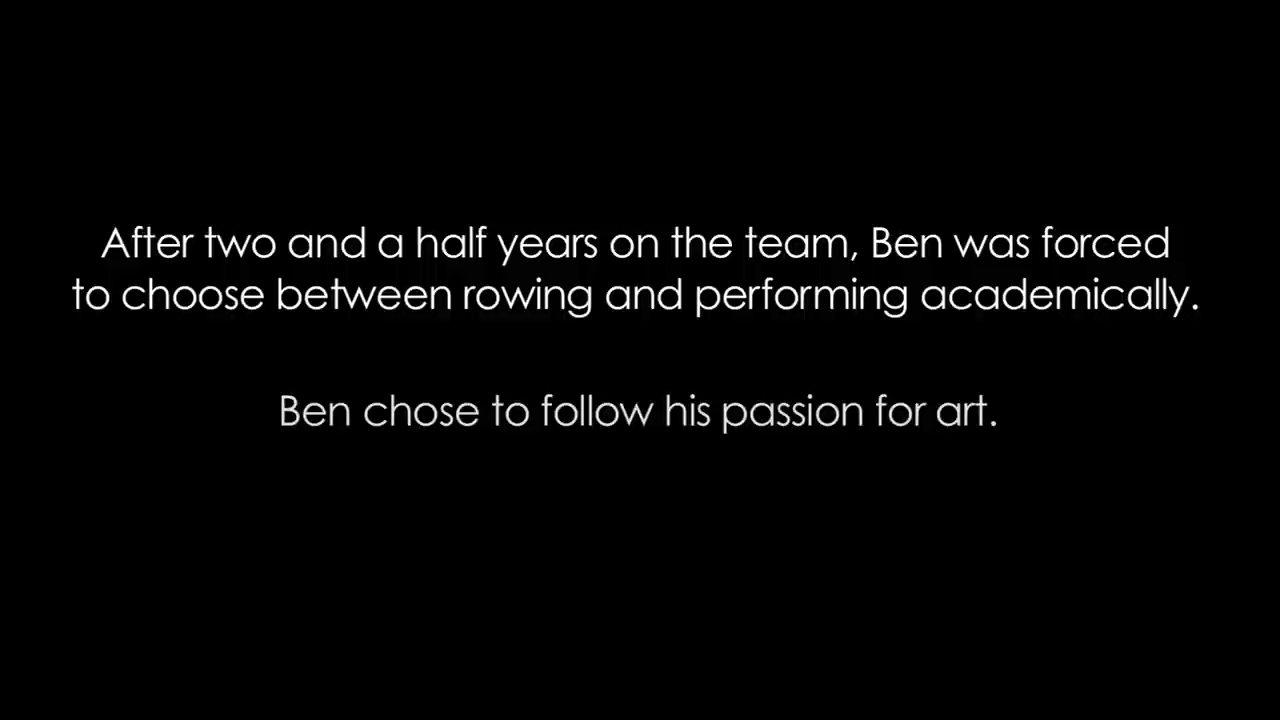 After two and a half years on the team, Ben was forced
to choose between rowing and performing academically.
Ben chose to follow his passion for art.